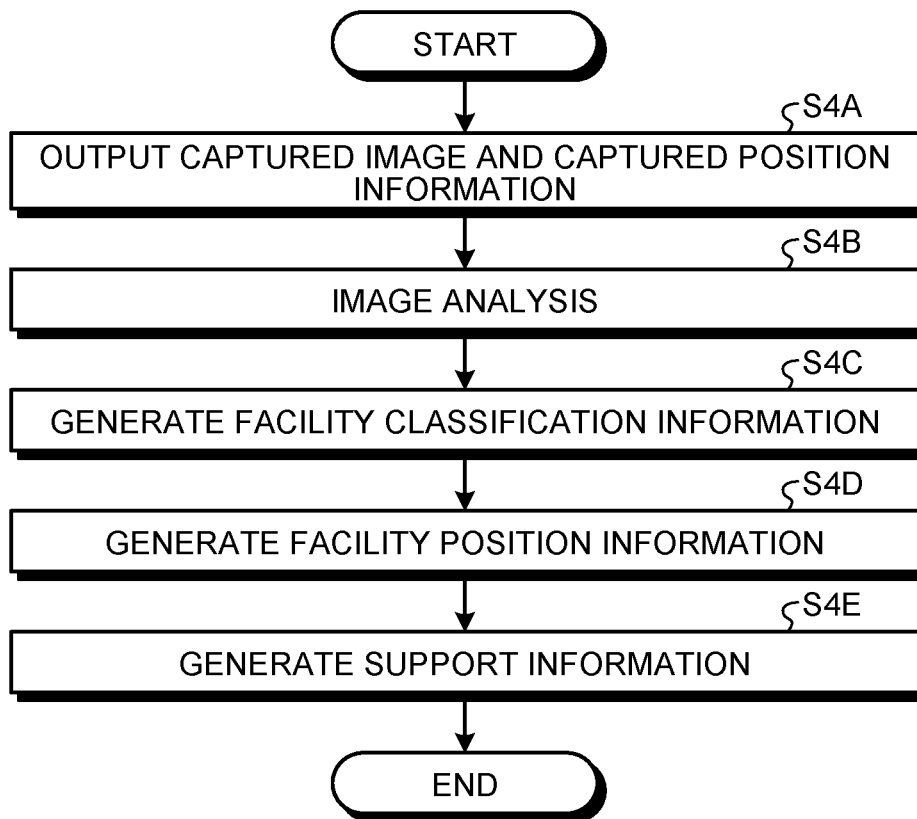 START
S4A
OUTPUT CAPTURED IMAGE AND CAPTURED POSITION
INFORMATION
S4B
IMAGE ANALYSIS
S4C
GENERATE FACILITY CLASSIFICATION INFORMATION
S4D
GENERATE FACILITY POSITION INFORMATION
S4E
GENERATE SUPPORT INFORMATION
END